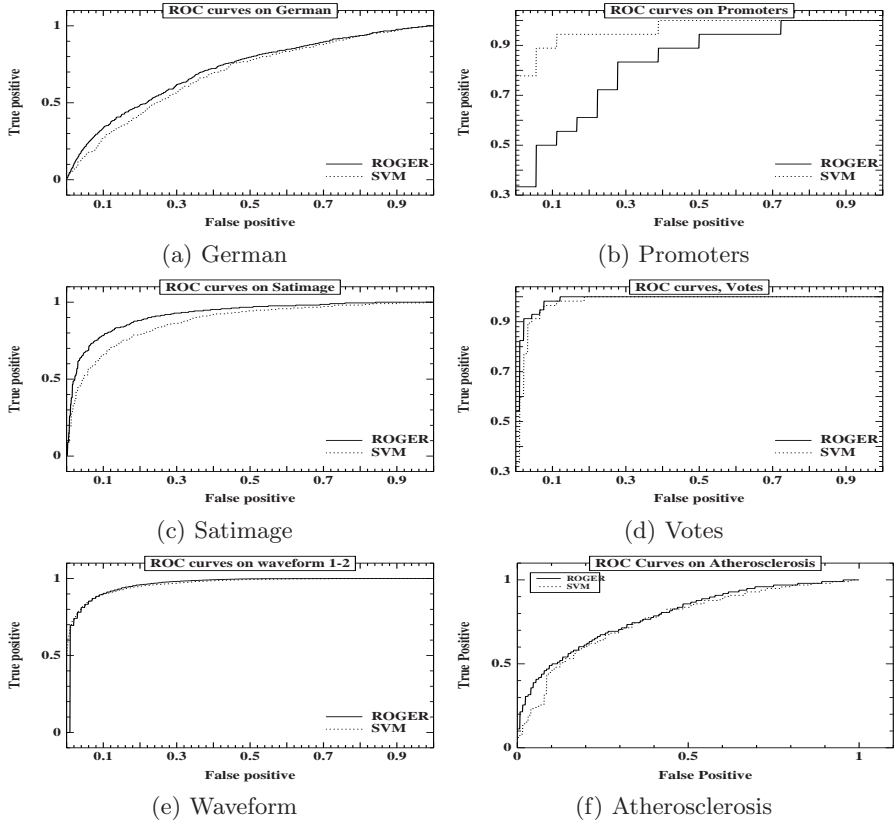 ROC curves on German
1
0.5
0
True positive
0.1 0.3 0.5 0.7 0.9
False positive
ROGER
SVM
(a) German
ROC curves on Promoters
0.9
0.7
0.5
0.3
True positive
0.1 0.3 0.5 0.7 0.9
False positive
ROGER
SVM
(b) Promoters
ROC curves on Satimage
1
0.5
0
True positive
0.1 0.3 0.5 0.7 0.9
False positive
ROGER
SVM
(c) Satimage
ROC curves, Votes
0.9
0.7
0.5
0.3
True positive
0.1 0.3 0.5 0.7 0.9
False positive
ROGER
SVM
(d) Votes
ROC curves on waveform 1-2
1
0.5
0
True positive
0.1 0.3 0.5 0.7 0.9
False positive
ROGER
SVM
(e) Waveform
ROC Curves on Atherosclerosis
ROGER
SVM
1
0.5
0
True Positive
0 0.5 1
False Positive
(f) Atherosclerosis